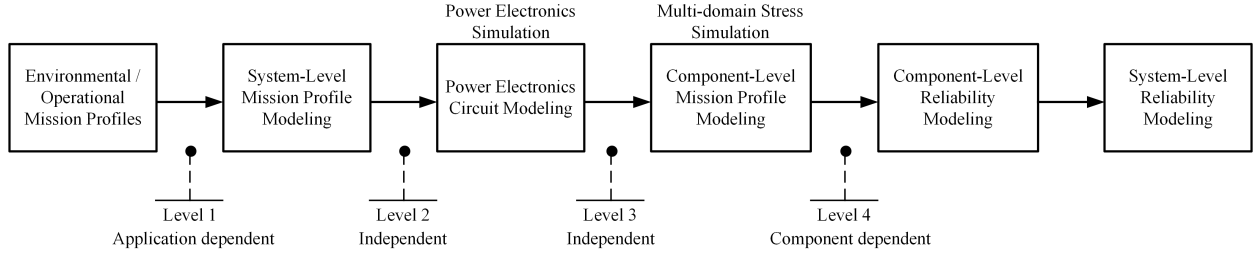 Power Electronics
Simulation
Multi-domain Stress
Simulation
Environmental /
Operational
Mission Profiles
System-Level
Mission Profile
Modeling
Power Electronics
Circuit Modeling
Component-Level
Mission Profile
Modeling
Component-Level
Reliability
Modeling
System-Level
Reliability
Modeling
Level 1
Application dependent
Level 2
Independent
Level 3
Independent
Level 4
Component dependent